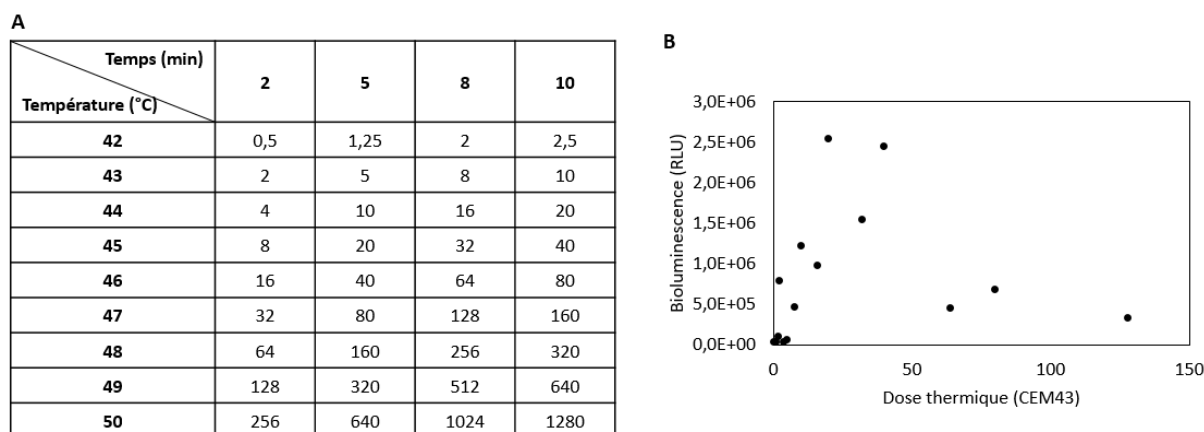 A
Temps (min)
Température (°C)
2 5 8 10
42 0,5 1,25 2 2,5
43 2 5 8 10
44 4 10 16 20
45 8 20 32 40
46 16 40 64 80
47 32 80 128 160
48 64 160 256 320
49 128 320 512 640
50 256 640 1024 1280
B
Bioluminescence (RLU)
3,0E+06
2,5E+06
2,0E+06
1,5E+06
1,0E+06
5,0E+05
0,0E+00
0 50 100 150
Dose thermique (CEM43)